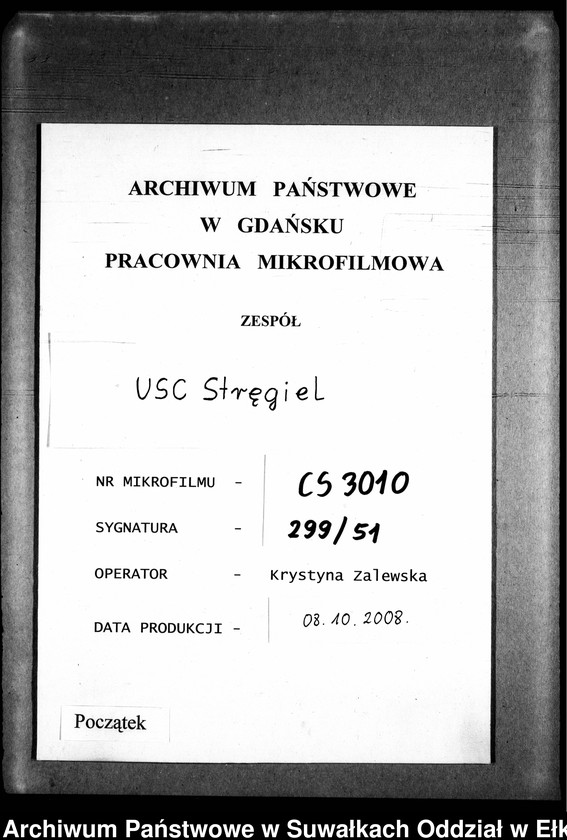 ARCHIWUM PAŃSTWOWE
W GDAŃSKU
PRACOWNIA MIKROFILMOWA
ZESPÓŁ
USC Stręgiel
NR MIKROFILMU - CS 3010
SYGNATURA - 299/51
OPERATOR - Krystyna Zalewska
DATA PRODUKCJI - 08.10.2008.
Początek
Archiwum Państwowe w Suwałkach Oddział w Ełk